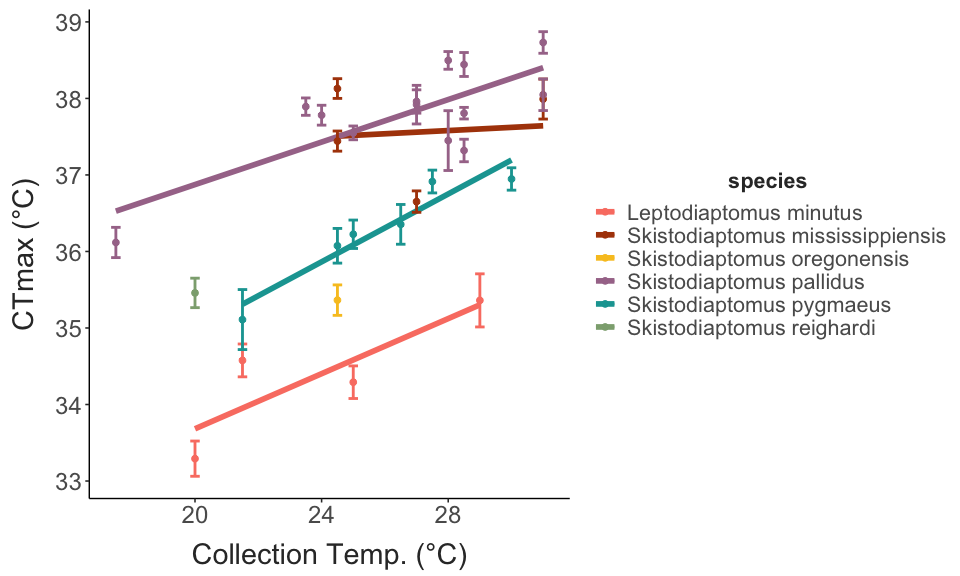 39
38
37
36
35
34
33
CTmax (°C)
20 24 28
Collection Temp. (°C)
species
Leptodiaptomus minutus
Skistodiaptomus mississippiensis
Skistodiaptomus oregonensis
Skistodiaptomus pallidus
Skistodiaptomus pygmaeus
Skistodiaptomus reighardi